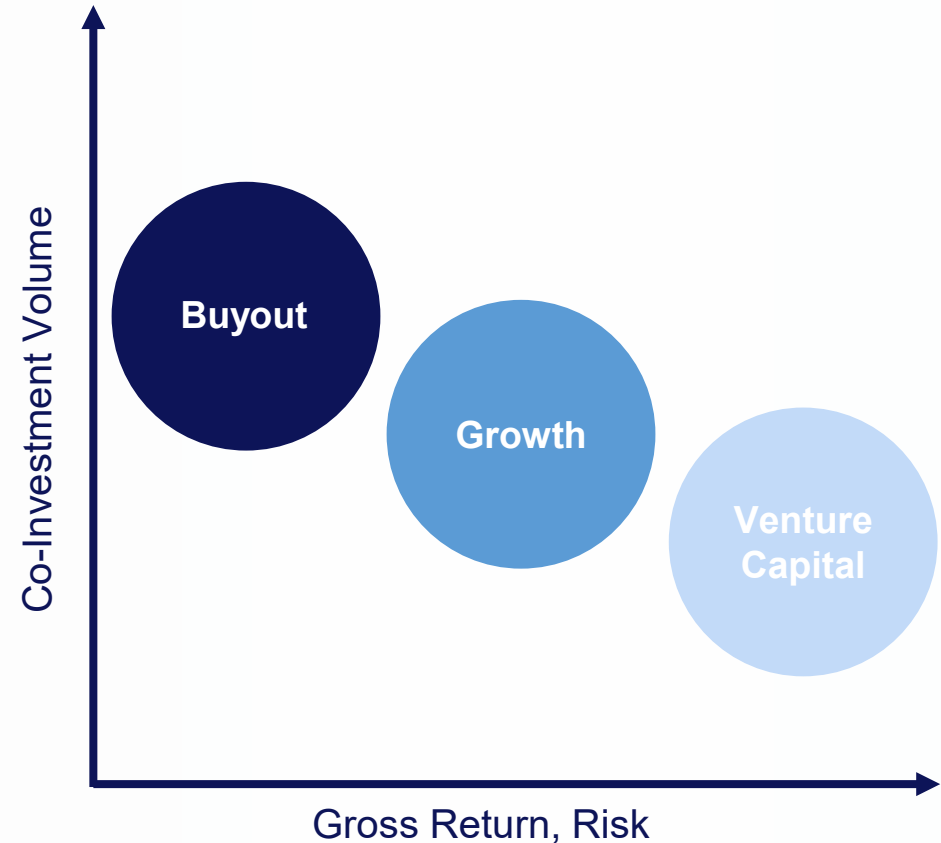 Co-Investment Volume
Buyout
Growth
Venture
Capital
Gross Return, Risk